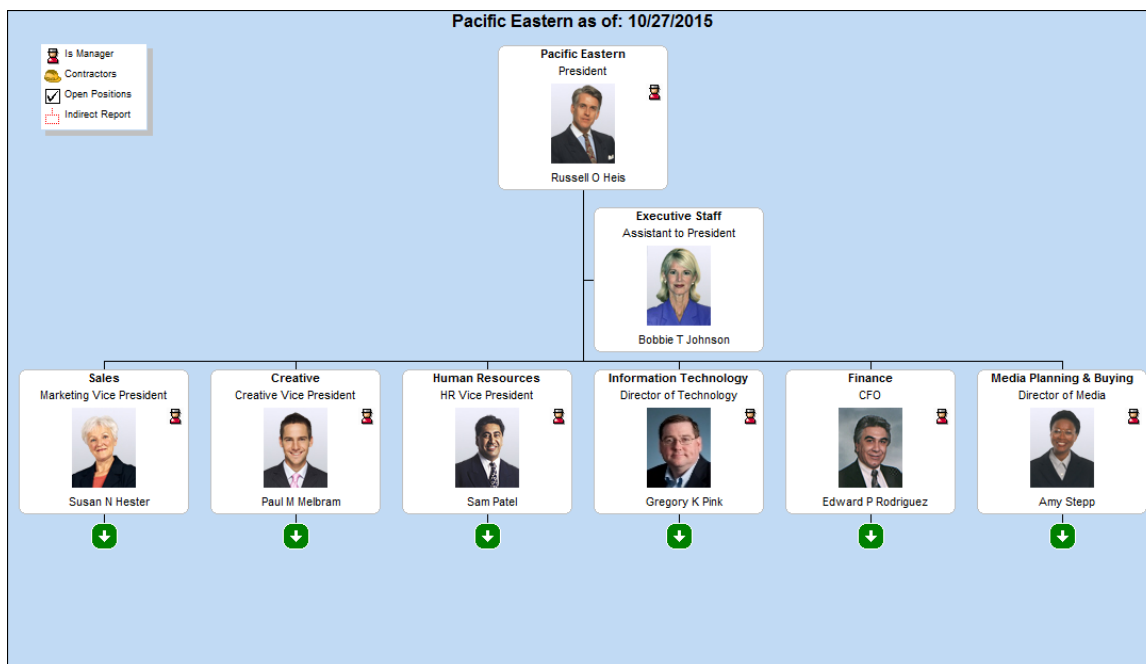 Pacific Eastern as of: 10/27/2015
Is Manager
Contractors
Open Positions
Indirect Report
Pacific Eastern
President
Russell O Heis
Executive Staff
Assistant to President
Bobbie T Johnson
Sales
Marketing Vice President
Susan N Hester
Creative
Creative Vice President
Paul M Melbram
Human Resources
HR Vice President
Sam Patel
Information Technology
Director of Technology
Gregory K Pink
Finance
CFO
Edward P Rodriguez
Media Planning & Buying
Director of Media
Amy Stepp